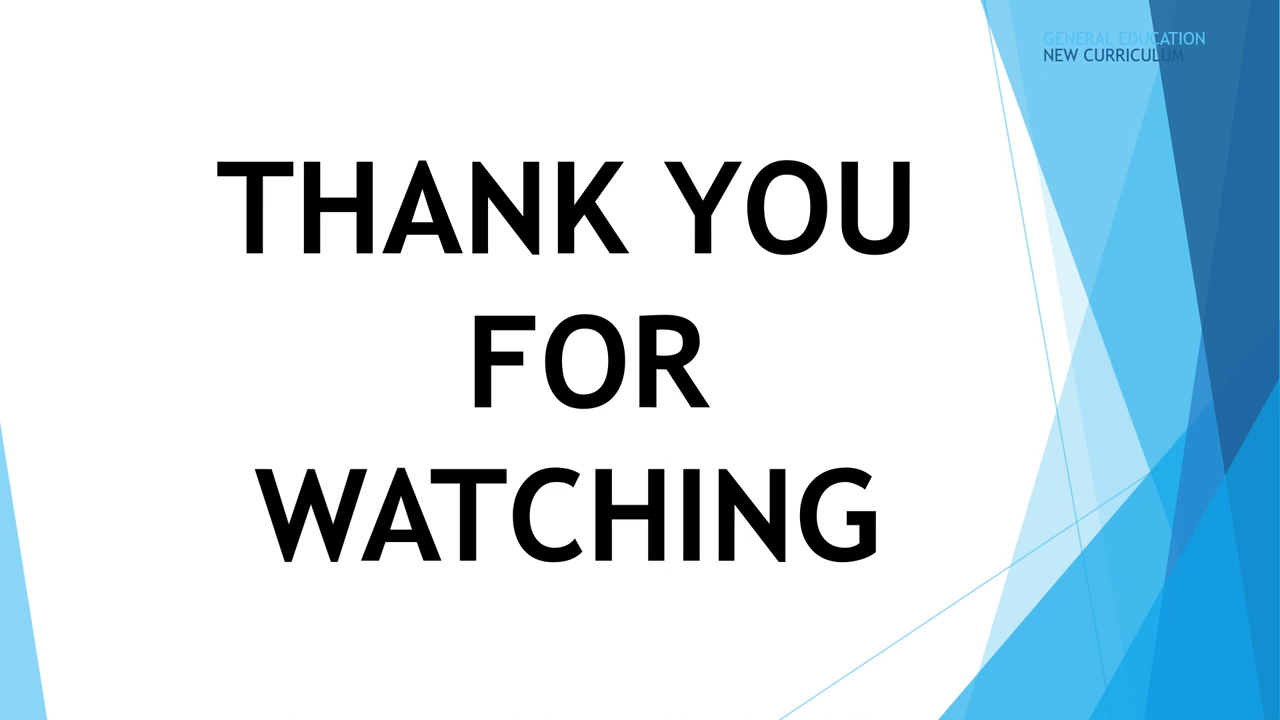 GENERAL EDUCATION
NEW CURRICULUM
THANK YOU
FOR
WATCHING